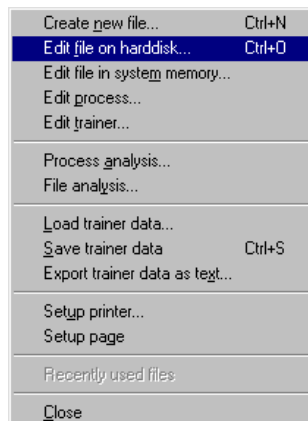 Create new file... Ctrl+N
Edit file on harddisk... Ctrl+O
Edit file in system memory...
Edit process...
Edit trainer...
Process analysis...
File analysis...
Load trainer data...
Save trainer data Ctrl+S
Export trainer data as text...
Setup printer...
Setup page
Recently used files
Close